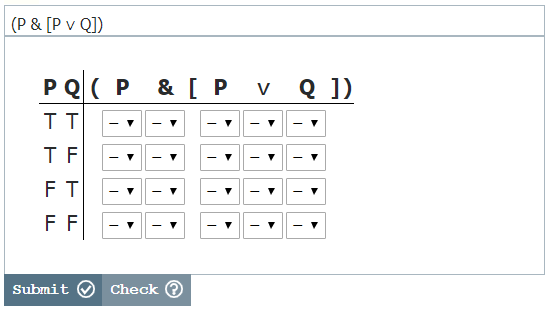 (P & [P v Q])
P Q ( P & [ P v Q ])
T T – – – – –
T F – – – – –
F T – – – – –
F F – – – – –
Submit Check ?